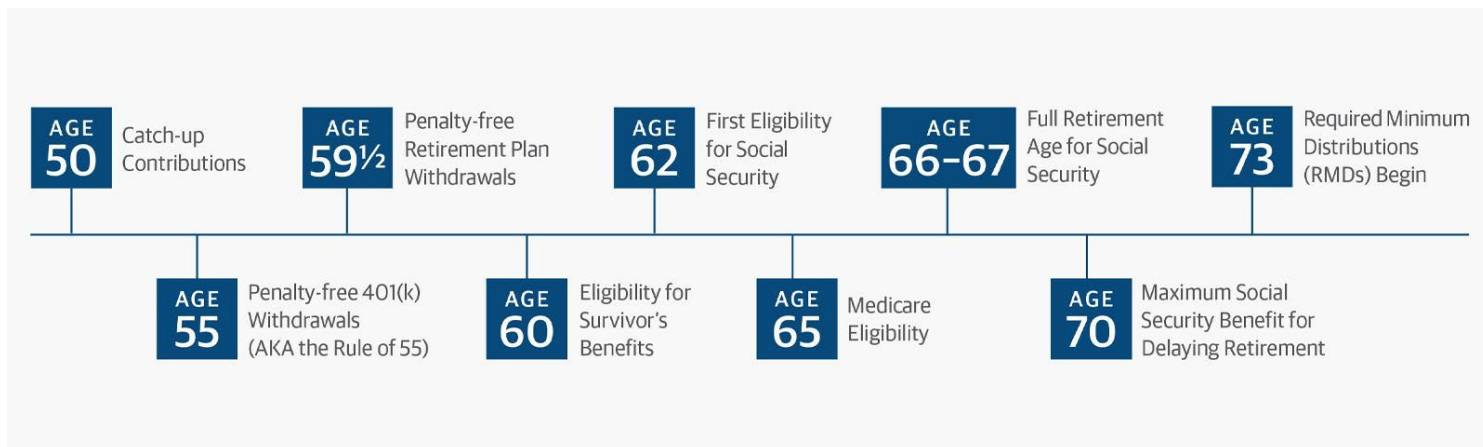 AGE
50
Catch-up
Contributions
AGE
59½
Penalty-free
Retirement Plan
Withdrawals
AGE
62
First Eligibility
for Social
Security
AGE
66–67
Full Retirement
Age for Social
Security
AGE
73
Required Minimum
Distributions
(RMDs) Begin
AGE
55
Penalty-free 401(k)
Withdrawals
(AKA the Rule of 55)
AGE
60
Eligibility for
Survivor’s
Benefits
AGE
65
Medicare
Eligibility
AGE
70
Maximum Social
Security Benefit for
Delaying Retirement